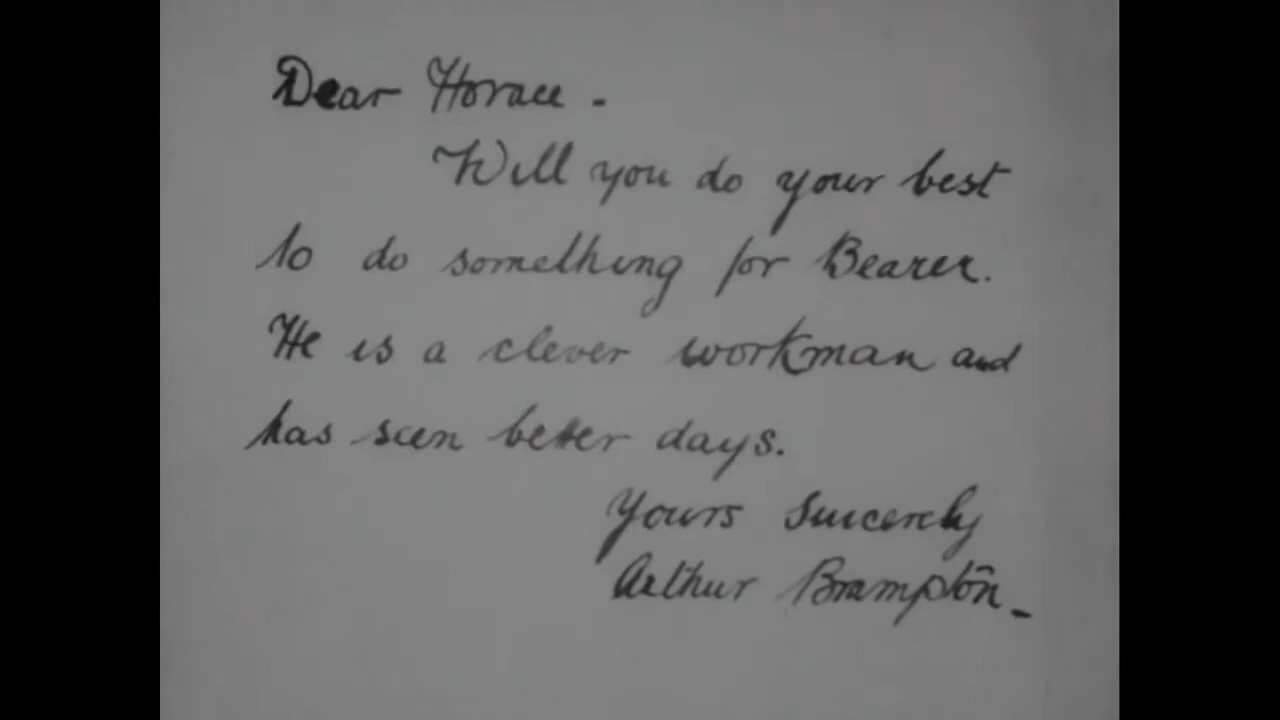 Dear Horace -
Will you do your best
to do something for Bearer.
He is a clever workman and
has seen better days.
Yours Sincerely
Arthur Brampton -